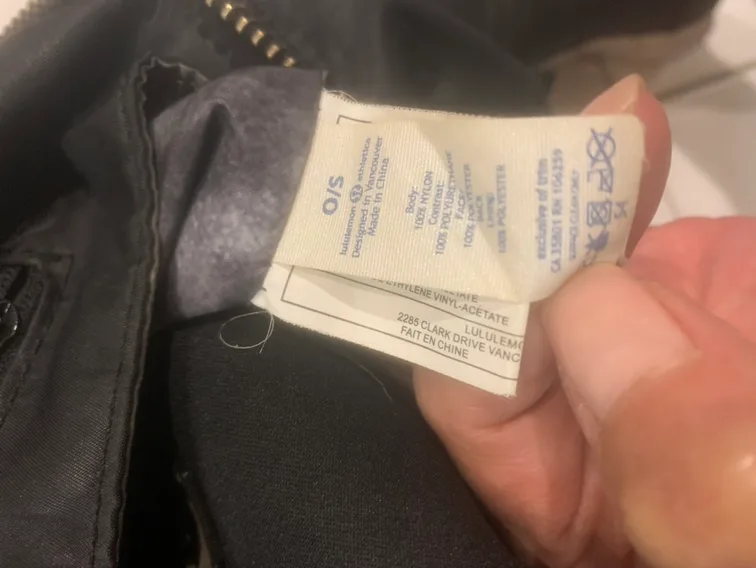 O/S
lululemon athletica
Designed in Vancouver
Made in China
Body:
100% NYLON
Contrast:
100% POLYURETHANE
100% POLYESTER
100% POLYESTER
exclusive of trim
CA 35801 RN 106259
ETHYLENE VINYL-ACETATE
LULULEM
2285 CLARK DRIVE VANC
FAIT EN CHINE